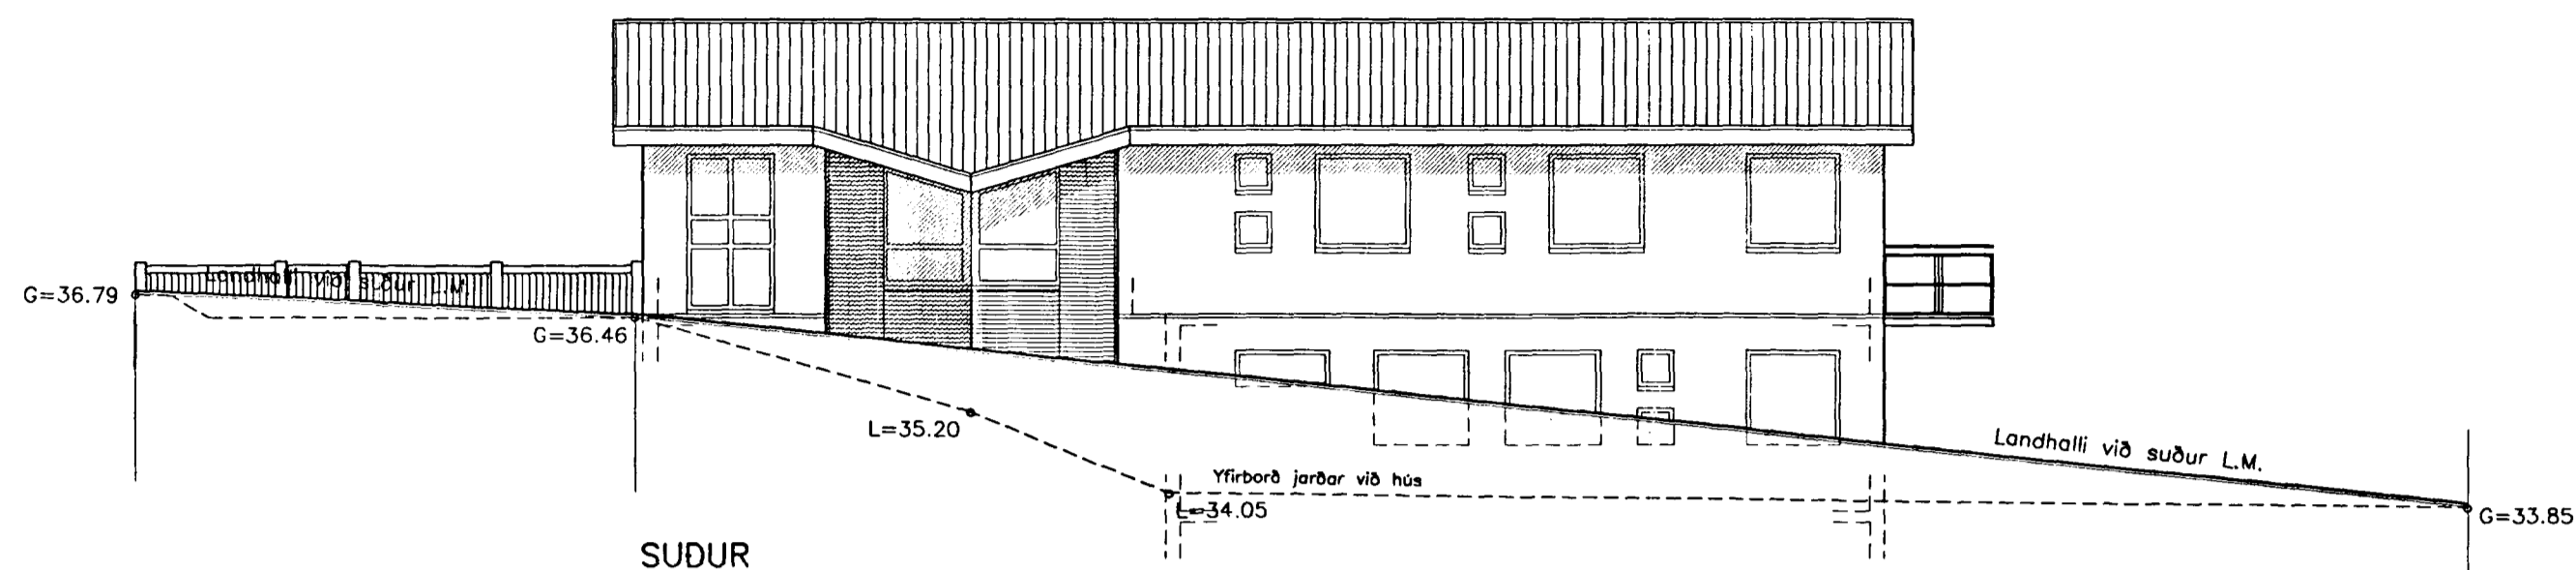 Landhalli við suður L.M.
G=36.79
G=36.46
L=35.20
Landhalli við suður L.M.
Yfirborð jarðar við hús
L=34.05
G=33.85
SUÐUR